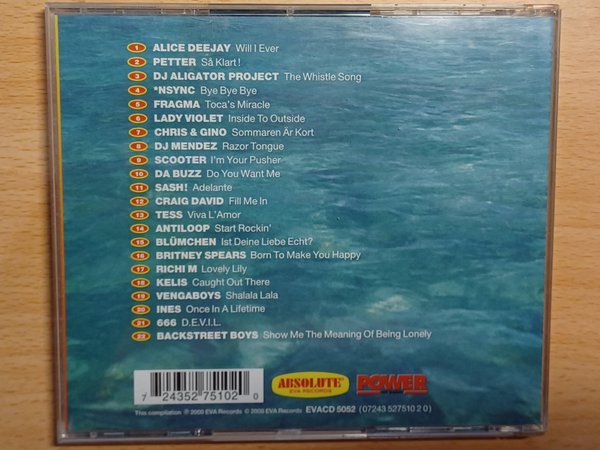 1 ALICE DEEJAY Will I Ever
2 PETTER Så Klart!
3 DJ ALIGATOR PROJECT The Whistle Song
4 *NSYNC Bye Bye Bye
5 FRAGMA Toca's Miracle
6 LADY VIOLET Inside To Outside
7 CHRIS & GINO Sommaren Är Kort
8 DJ MENDEZ Razor Tongue
9 SCOOTER I'm Your Pusher
10 DA BUZZ Do You Want Me
11 SASH! Adelante
12 CRAIG DAVID Fill Me In
13 TESS Viva L'Amor
14 ANTILOOP Start Rockin'
15 BLÜMCHEN Ist Deine Liebe Echt?
16 BRITNEY SPEARS Born To Make You Happy
17 RICHI M Lovely Lily
18 KELIS Caught Out There
19 VENGABOYS Shalala Lala
20 INES Once In A Lifetime
21 666 D.E.V.I.L.
22 BACKSTREET BOYS Show Me The Meaning Of Being Lonely
ABSOLUTE
EVA RECORDS
POWER
7 24352 75102 0
This compilation ℗ 2000 EVA Records © 2000 EVA Records EVACD 5052 (07243 527510 2 0)